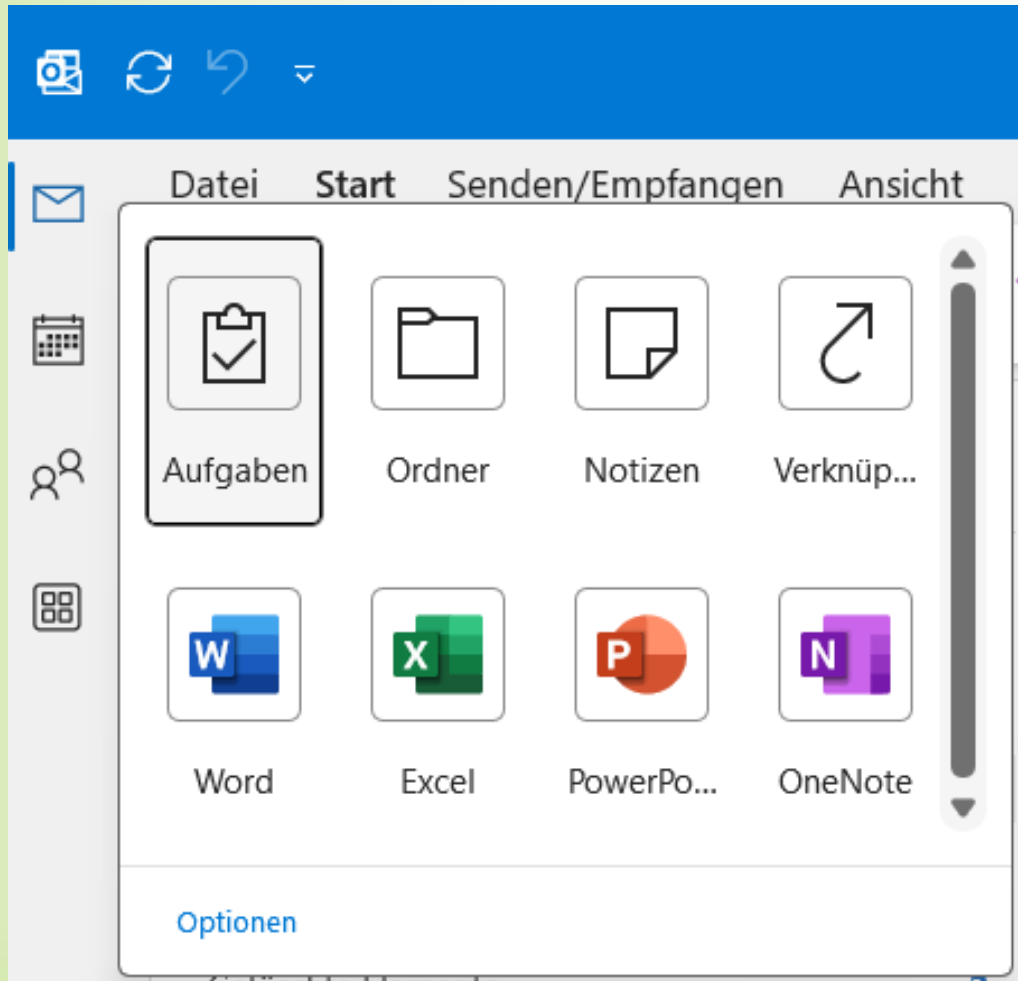 Datei Start Senden/Empfangen Ansicht
Aufgaben Ordner Notizen Verknüp...
W X P N
Word Excel PowerPo... OneNote
Optionen